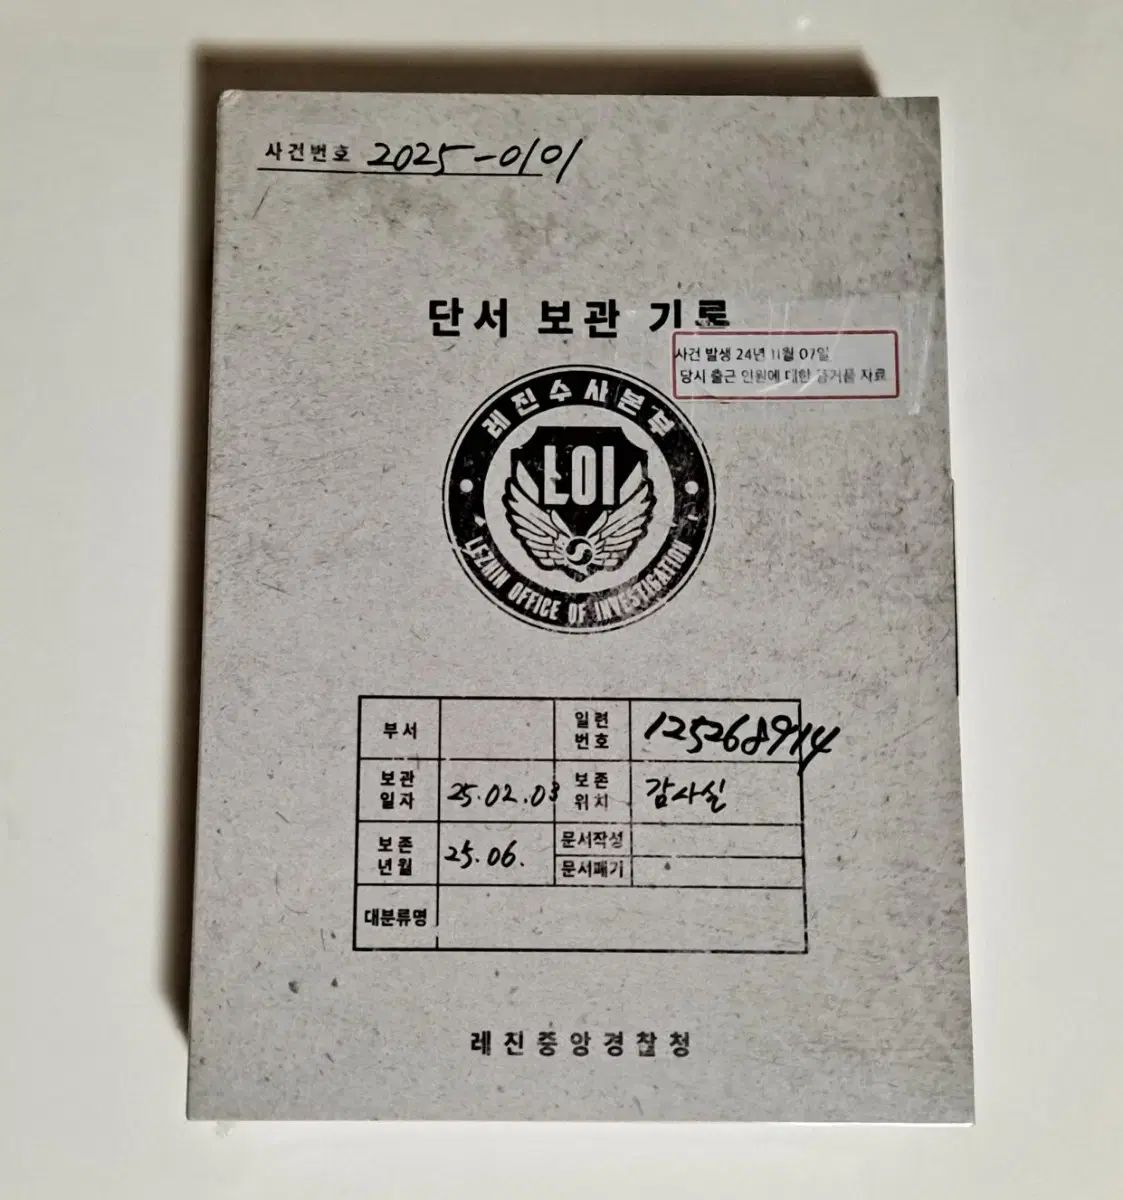 사건번호 2025-0101
단서 보관 기록
사건 발생 24년 11월 07일
당시 출근 인원에 대한 증거품 자료
레진수사본부
LOI
LEZHIN OFFICE OF INVESTIGATION
부서
일련 번호 125268914
보관 일자 25.02.03
보존 위치 감사실
보존 년월 25.06.
문서작성
문서폐기
대분류명
레진중앙경찰청